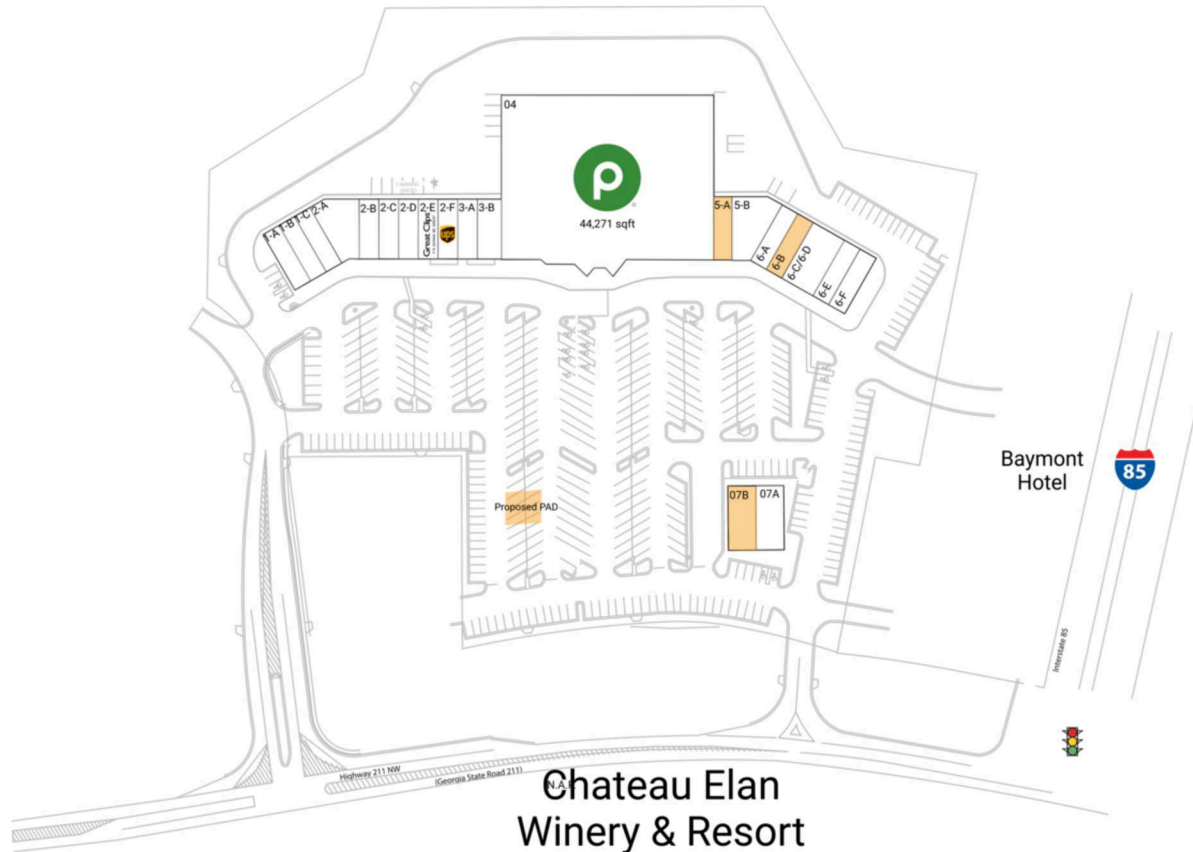 04
44,271 sqft
1-A
1-B
1-C
2-A
2-B
2-C
2-D
2-E
2-F
3-A
3-B
Great Clips
ups
5-A
5-B
6-A
6-B
6-C/6-D
6-E
6-F
Baymont
Hotel
85
07B
07A
Proposed PAD
Interstate 85
Highway 211 NW
(Georgia State Road 211)
Chateau Elan
Winery & Resort